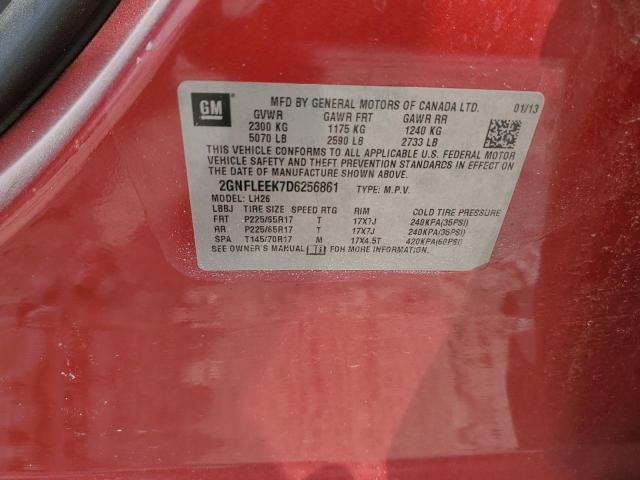 GM
MFD BY GENERAL MOTORS OF CANADA LTD. 01/13
GVWR GAWR FRT GAWR RR
2300 KG 1175 KG 1240 KG
5070 LB 2590 LB 2733 LB
THIS VEHICLE CONFORMS TO ALL APPLICABLE U.S. FEDERAL MOTOR
VEHICLE SAFETY AND THEFT PREVENTION STANDARDS IN EFFECT ON
THE DATE OF MANUFACTURE SHOWN ABOVE.
2GNFLEEK7D6256861 TYPE: M.P.V.
MODEL: LH26
LBBJ TIRE SIZE SPEED RTG RIM COLD TIRE PRESSURE
FRT P225/65R17 T 17X7J 240KPA(35PSI)
RR P225/65R17 T 17X7J 240KPA(35PSI)
SPA T145/70R17 M 17X4.5T 420KPA(60PSI)
SEE OWNER'S MANUAL FOR MORE INFORMATION.